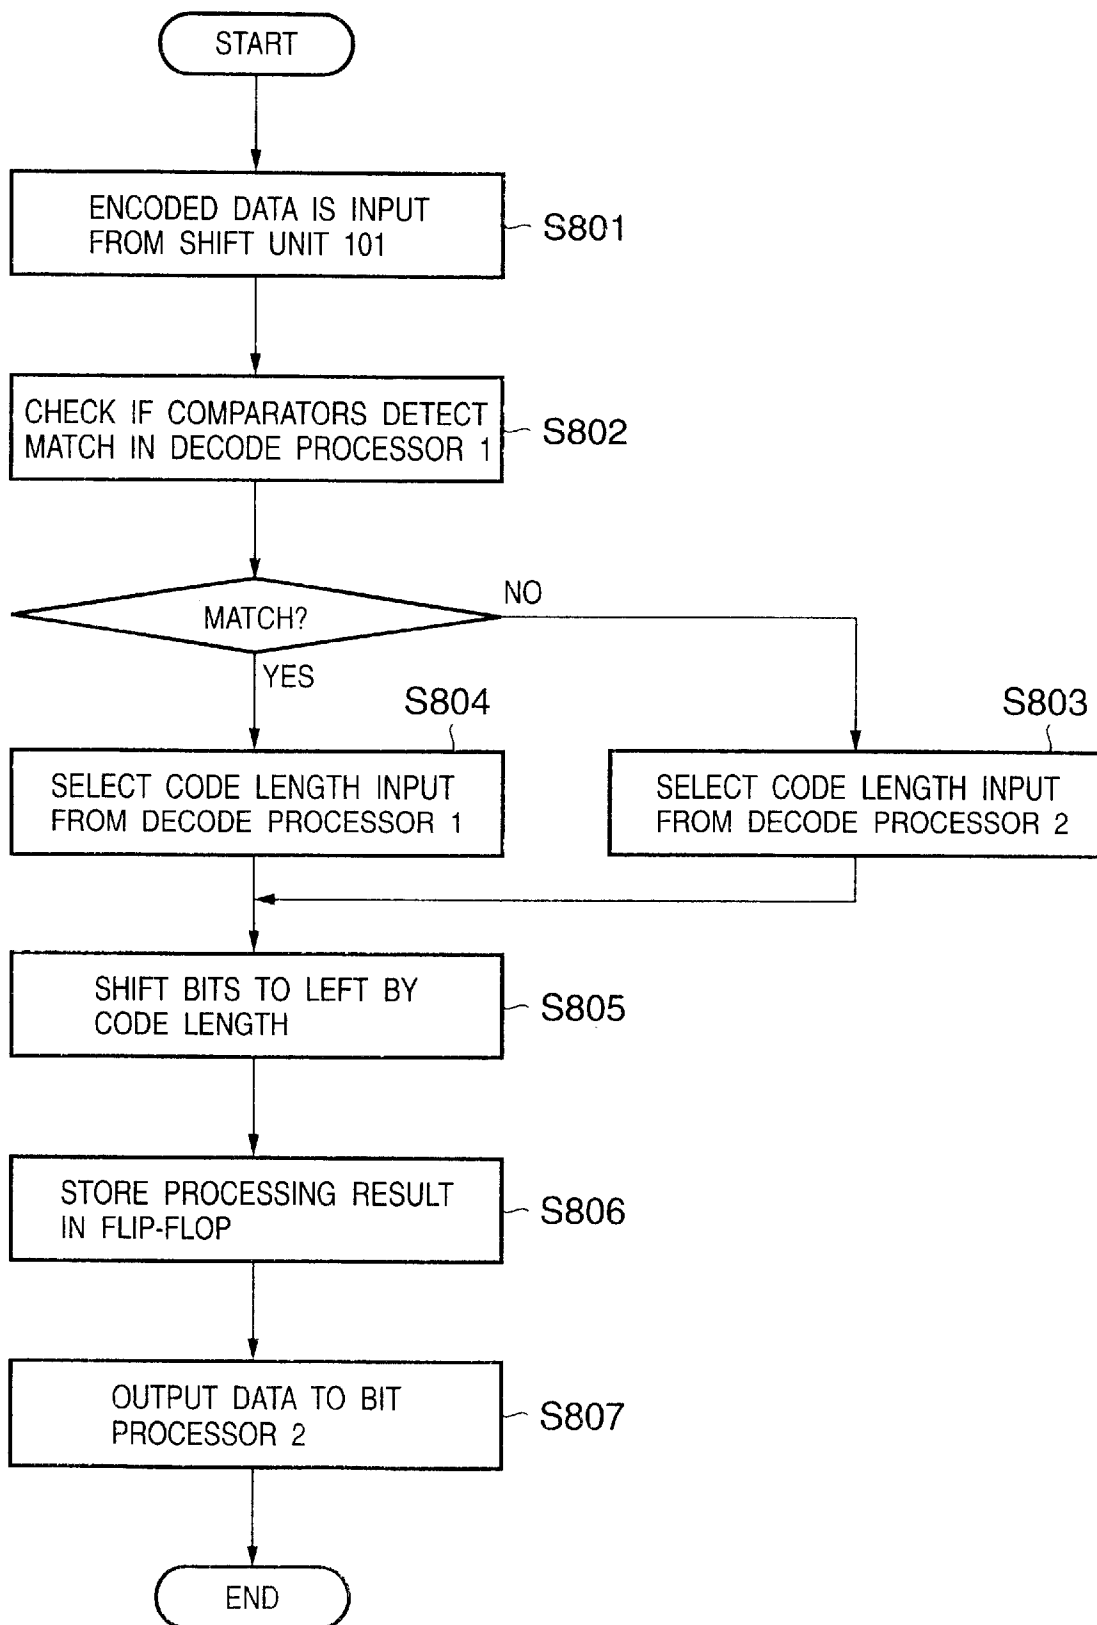 START
ENCODED DATA IS INPUT
FROM SHIFT UNIT 101
S801
CHECK IF COMPARATORS DETECT
MATCH IN DECODE PROCESSOR 1
S802
MATCH?
NO
YES
S804
S803
SELECT CODE LENGTH INPUT
FROM DECODE PROCESSOR 1
SELECT CODE LENGTH INPUT
FROM DECODE PROCESSOR 2
SHIFT BITS TO LEFT BY
CODE LENGTH
S805
STORE PROCESSING RESULT
IN FLIP-FLOP
S806
OUTPUT DATA TO BIT
PROCESSOR 2
S807
END